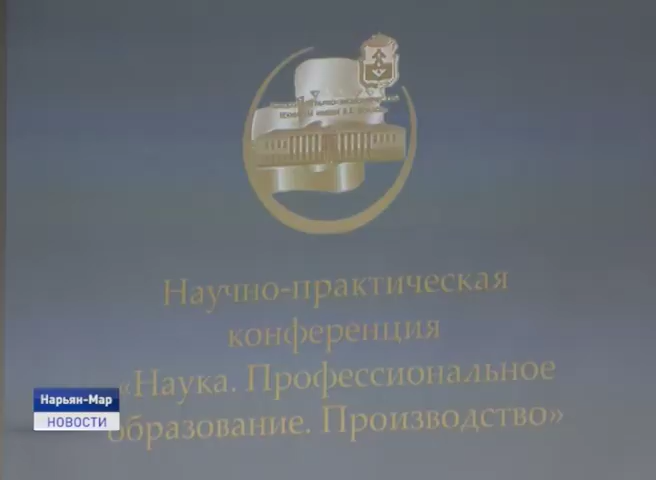 Научно-практическая
конференция
«Наука. Профессиональное
образование. Производство»
Нарьян-Мар
НОВОСТИ